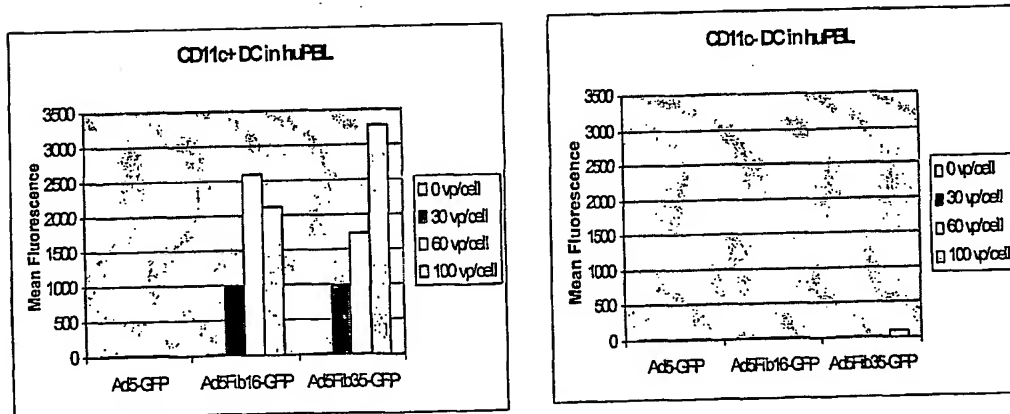 CD11c+ DC in huPBL
3500
3000
2500
2000
1500
1000
500
0
Mean Fluorescence
Ad5-GFP
Ad5Fib16-GFP
Ad5Fib35-GFP
0 vp/cell
30 vp/cell
60 vp/cell
100 vp/cell
CD11c- DC in huPBL
3500
3000
2500
2000
1500
1000
500
0
Mean Fluorescence
Ad5-GFP
Ad5Fib16-GFP
Ad5Fib35-GFP
0 vp/cell
30 vp/cell
60 vp/cell
100 vp/cell